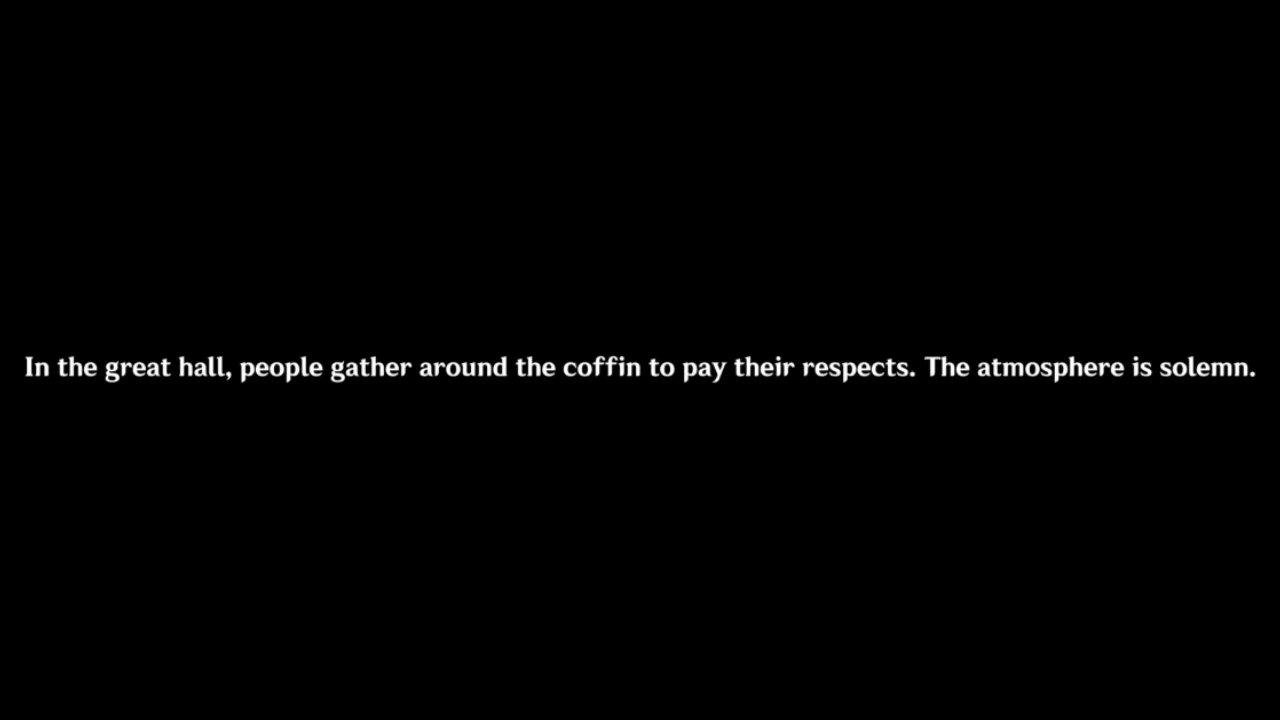 In the great hall, people gather around the coffin to pay their respects. The atmosphere is solemn.